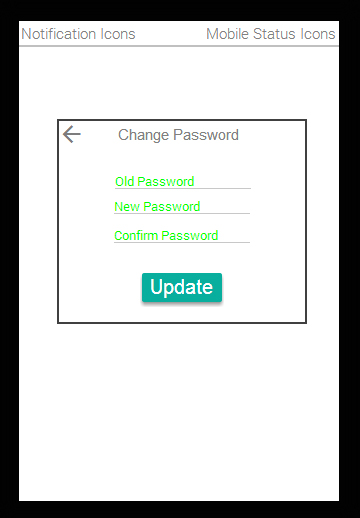 Notification Icons Mobile Status Icons
Change Password
Old Password
New Password
Confirm Password
Update